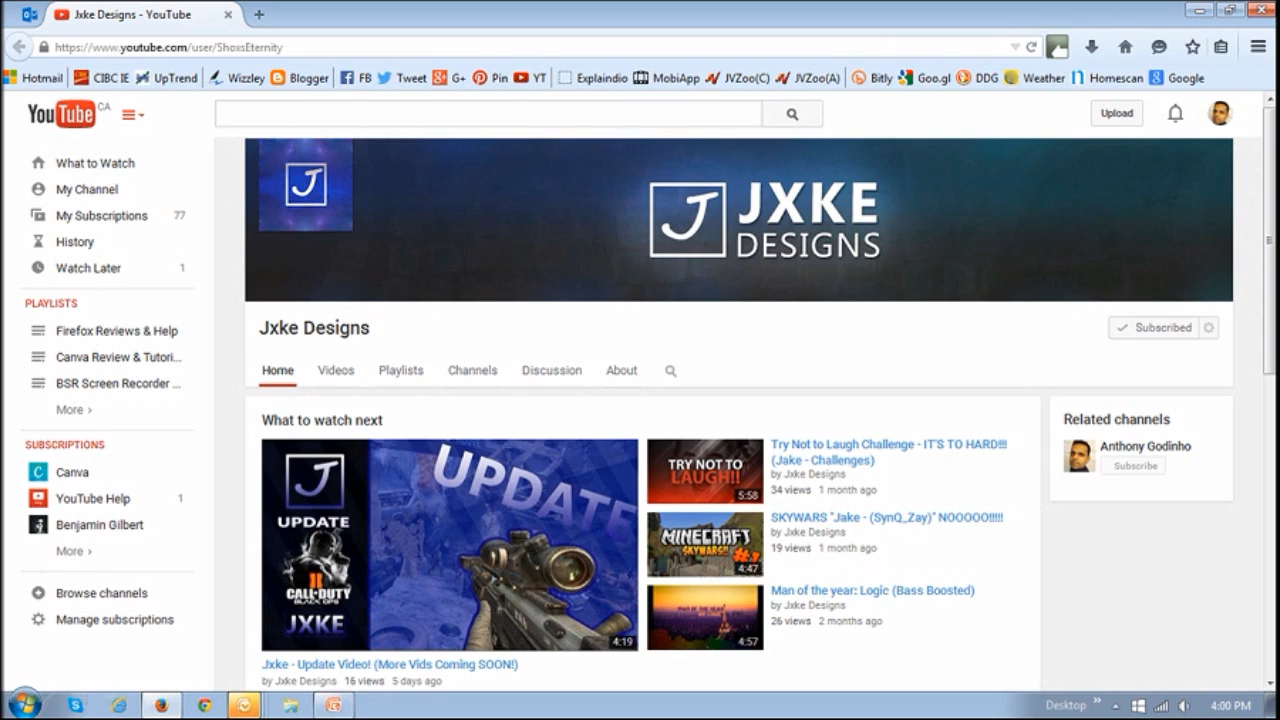 Jxke Designs - YouTube
https://www.youtube.com/user/ShoxsEternity
Hotmail CIBC IE UpTrend Wizzley Blogger FB Tweet G+ Pin YT Explaindio MobiApp JVZoo(C) JVZoo(A) Bitly Goo.gl DDG Weather Homescan Google
YouTube CA
Upload
What to Watch
My Channel
My Subscriptions 77
History
Watch Later 1
PLAYLISTS
Firefox Reviews & Help
Canva Review & Tutori...
BSR Screen Recorder ...
More ›
SUBSCRIPTIONS
Canva
YouTube Help 1
Benjamin Gilbert
More ›
Browse channels
Manage subscriptions
J
J
JXKE
DESIGNS
Jxke Designs
Subscribed
Home Videos Playlists Channels Discussion About
What to watch next
J
UPDATE
CALL·DUTY
BLACK OPS
JXKE
UPDATE
4:19
Jxke - Update Video! (More Vids Coming SOON!)
by Jxke Designs 16 views 5 days ago
TRY NOT TO
LAUGH!!
5:58
Try Not to Laugh Challenge - IT'S TO HARD!!!
(Jake - Challenges)
by Jxke Designs
34 views 1 month ago
MINECRAFT
SKYWARS!! #1
4:47
SKYWARS "Jake - (SynQ_Zay)" NOOOOO!!!!!
by Jxke Designs
19 views 1 month ago
4:57
Man of the year: Logic (Bass Boosted)
by Jxke Designs
26 views 2 months ago
Related channels
Anthony Godinho
Subscribe
Desktop
4:00 PM